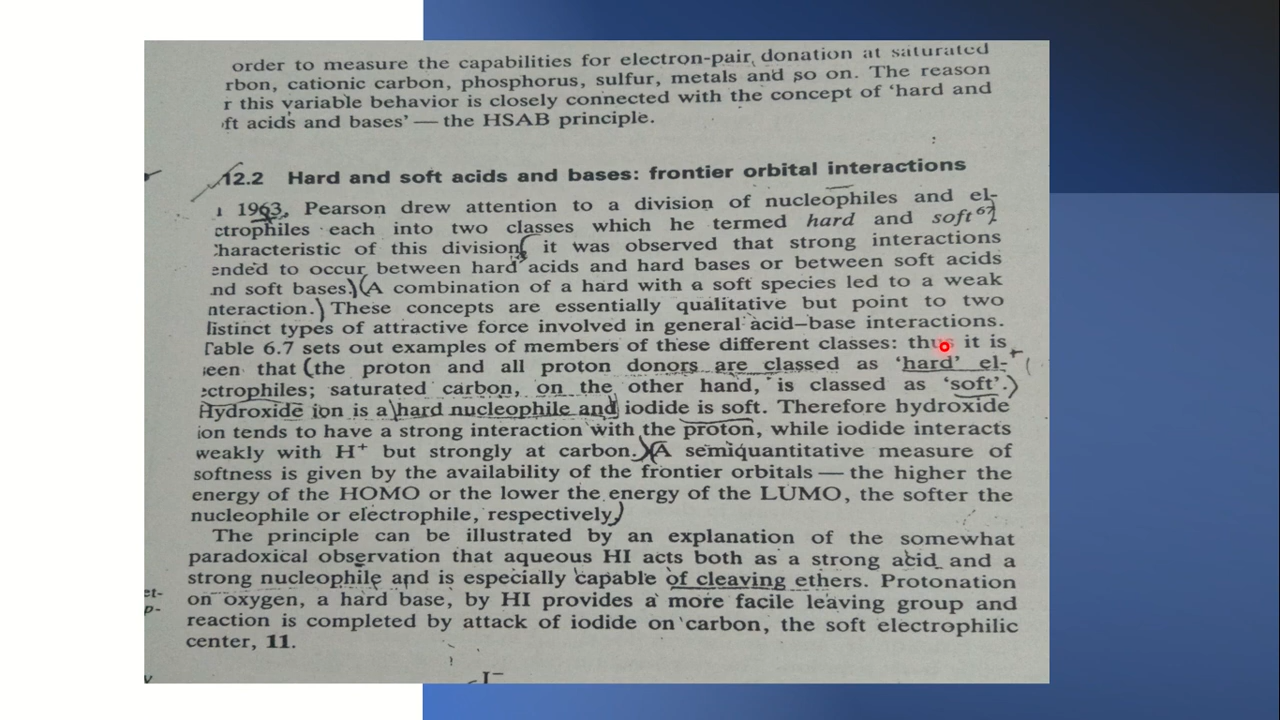 order to measure the capabilities for electron-pair donation at saturated
rbon, cationic carbon, phosphorus, sulfur, metals and so on. The reason
r this variable behavior is closely connected with the concept of ‘hard and
ft acids and bases’ — the HSAB principle.
12.2 Hard and soft acids and bases: frontier orbital interactions
1963, Pearson drew attention to a division of nucleophiles and el-
ctrophiles each into two classes which he termed hard and soft⁶⁷.
haracteristic of this division, it was observed that strong interactions
ended to occur between hard acids and hard bases or between soft acids
nd soft bases. (A combination of a hard with a soft species led to a weak
nteraction.) These concepts are essentially qualitative but point to two
listinct types of attractive force involved in general acid–base interactions.
Table 6.7 sets out examples of members of these different classes: thus it is
een that (the proton and all proton donors are classed as ‘hard’ el-
ectrophiles; saturated carbon, on the other hand, is classed as ‘soft’.)
Hydroxide ion is a hard nucleophile and iodide is soft. Therefore hydroxide
ion tends to have a strong interaction with the proton, while iodide interacts
weakly with H⁺ but strongly at carbon. (A semiquantitative measure of
softness is given by the availability of the frontier orbitals — the higher the
energy of the HOMO or the lower the energy of the LUMO, the softer the
nucleophile or electrophile, respectively.)
The principle can be illustrated by an explanation of the somewhat
paradoxical observation that aqueous HI acts both as a strong acid and a
strong nucleophile and is especially capable of cleaving ethers. Protonation
on oxygen, a hard base, by HI provides a more facile leaving group and
et-
p-
reaction is completed by attack of iodide on carbon, the soft electrophilic
center, 11.
I⁻